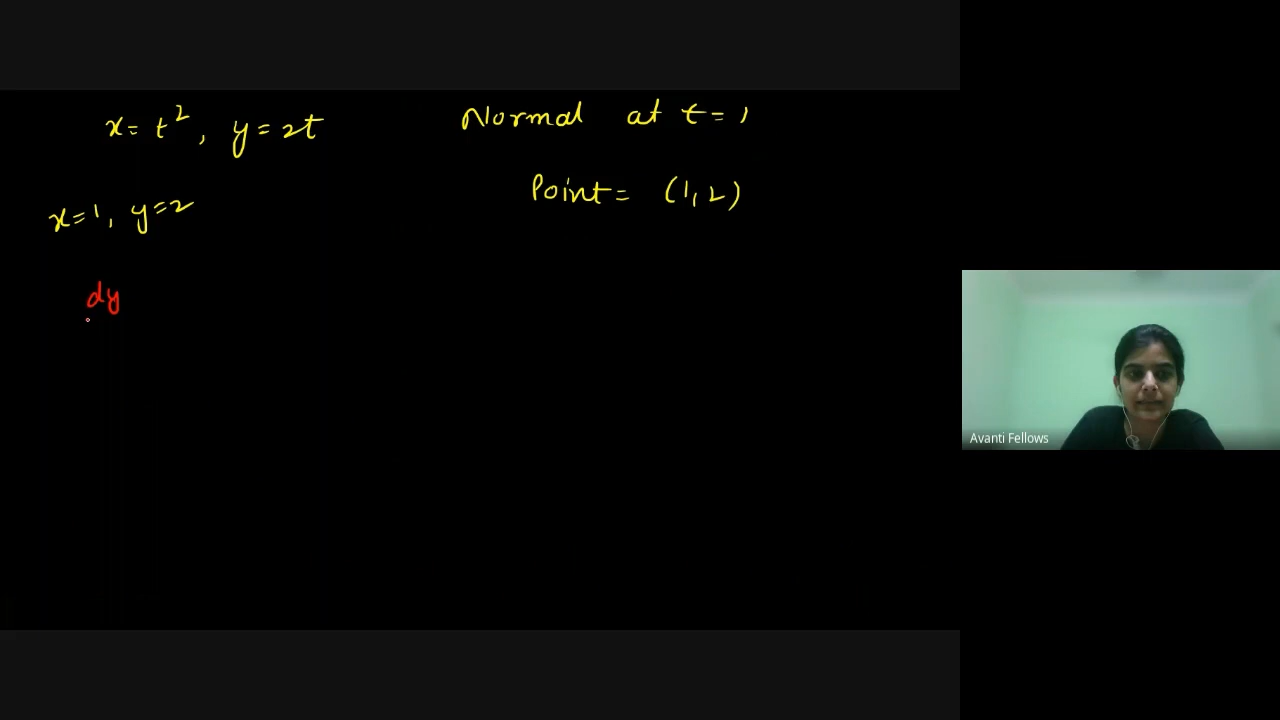 x = t², y = 2t
Normal at t = 1
Point = (1, 2)
x = 1, y = 2
dy
Avanti Fellows